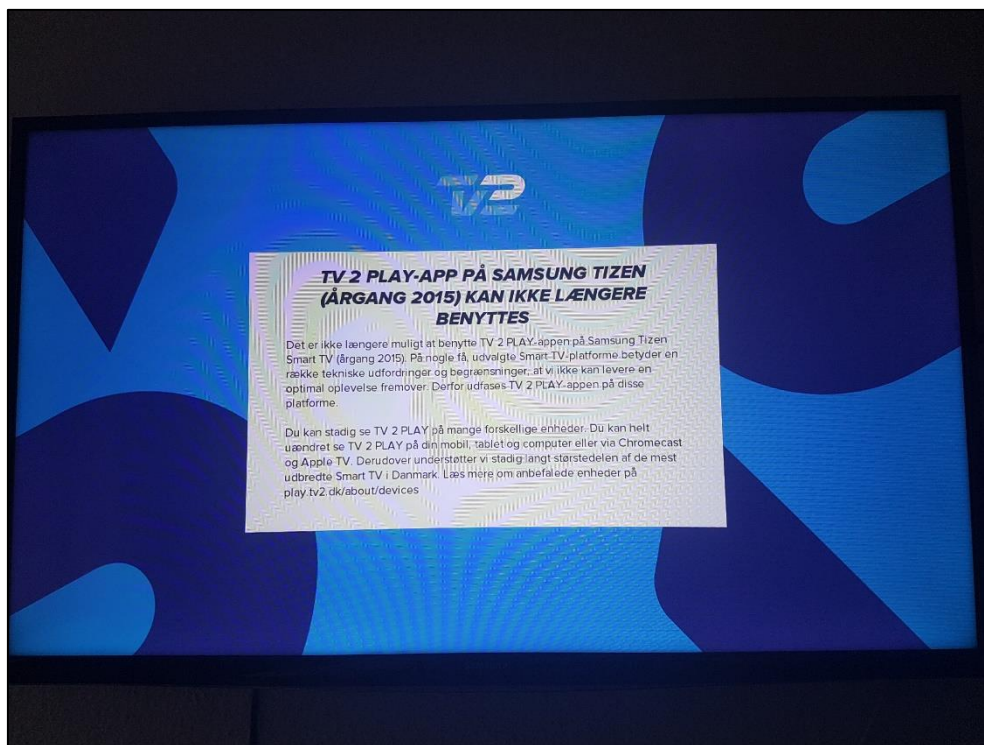 TV2
TV 2 PLAY-APP PÅ SAMSUNG TIZEN
(ÅRGANG 2015) KAN IKKE LÆNGERE
BENYTTES
Det er ikke længere muligt at benytte TV 2 PLAY-appen på Samsung Tizen
Smart TV (årgang 2015). På nogle få, udvalgte Smart TV-platforme betyder en
række tekniske udfordringer og begrænsninger, at vi ikke kan levere en
optimal oplevelse fremover. Derfor udfases TV 2 PLAY-appen på disse
platforme.
Du kan stadig se TV 2 PLAY på mange forskellige enheder. Du kan helt
uændret se TV 2 PLAY på din mobil, tablet og computer eller via Chromecast
og Apple TV. Derudover understøtter vi stadig langt størstedelen af de mest
udbredte Smart TV i Danmark. Læs mere om anbefalede enheder på
play.tv2.dk/about/devices